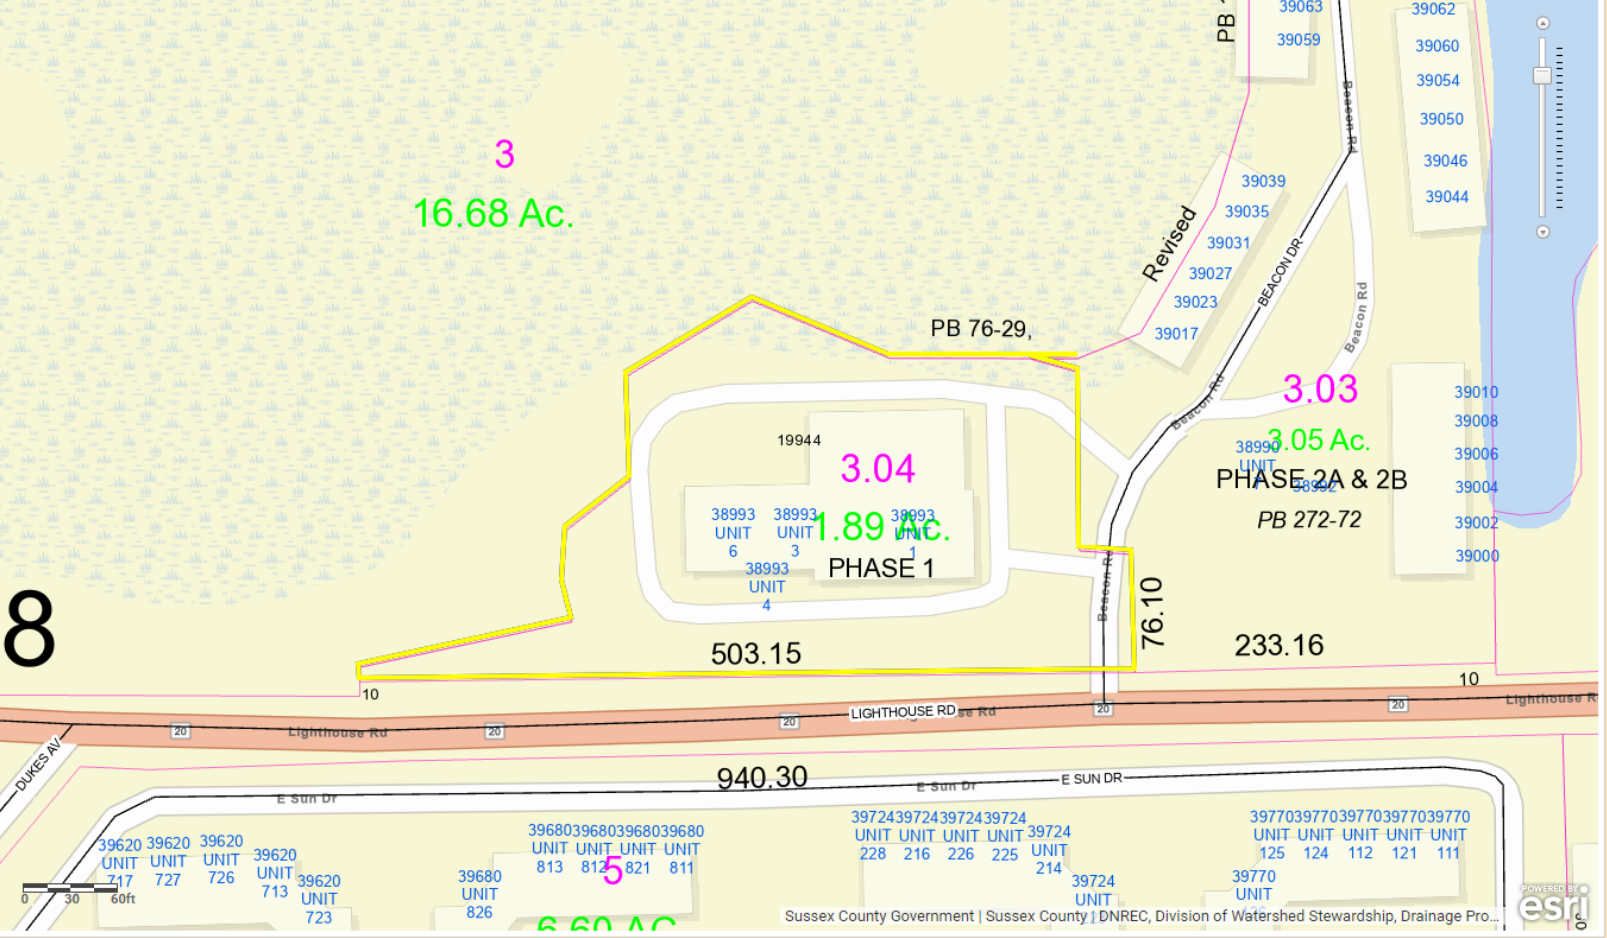 39063
39059
PB
39062
39060
39054
39050
39046
39044
Beacon Rd
3
16.68 Ac.
39039
39035
39031
39027
39023
39017
Revised
BEACON DR
Beacon Rd
PB 76-29,
Beacon Rd
3.03
3.05 Ac.
38990
UNIT
38992
PHASE 2A & 2B
PB 272-72
39010
39008
39006
39004
39002
39000
19944
3.04
1.89 Ac.
PHASE 1
38993
UNIT
6
38993
UNIT
3
38993
UNIT
1
38993
UNIT
4
Beacon Rd
76.10
8
503.15
233.16
10
10
LIGHTHOUSE RD
Lighthouse Rd
Lighthouse R
20
20
20
20
20
DUKES AV
940.30
E Sun Dr
E Sun Dr
E SUN DR
39620
UNIT
717
39620
UNIT
727
39620
UNIT
726
39620
UNIT
713
39620
UNIT
723
39680
UNIT
826
39680
UNIT
813
39680
UNIT
812
39680
UNIT
821
39680
UNIT
811
5
6.60 AC
39724
UNIT
228
39724
UNIT
216
39724
UNIT
226
39724
UNIT
225
39724
UNIT
214
39724
UNIT
39770
UNIT
125
39770
UNIT
124
39770
UNIT
112
39770
UNIT
121
39770
UNIT
111
39770
UNIT
0 30 60ft
Sussex County Government | Sussex County | DNREC, Division of Watershed Stewardship, Drainage Pro...
POWERED BY
esri